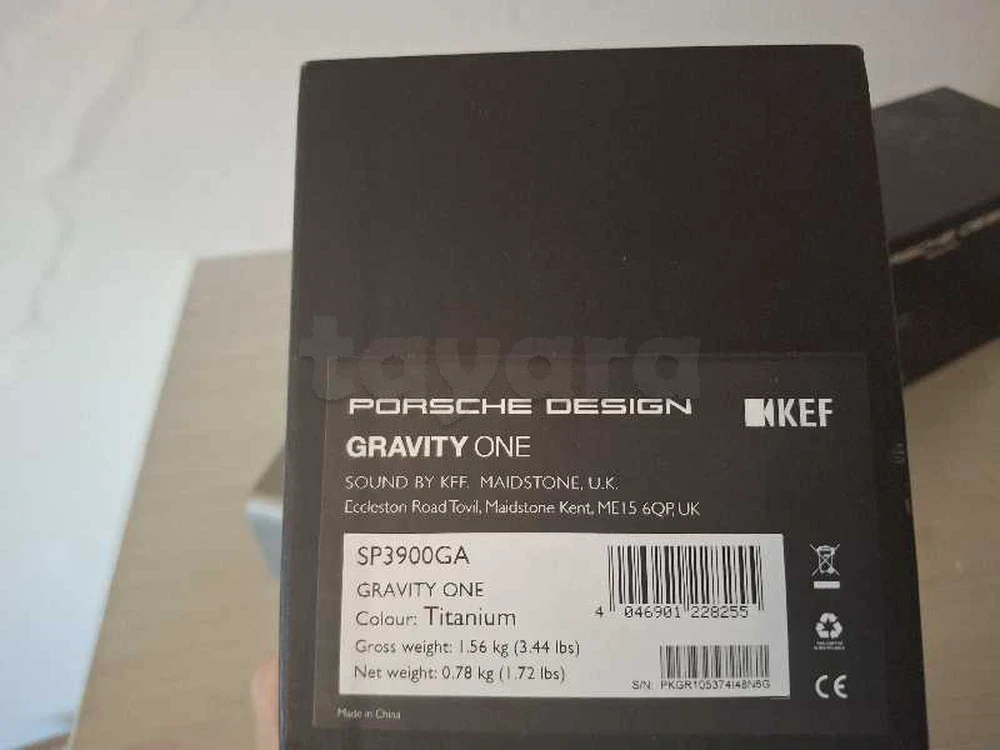 tayara
PORSCHE DESIGN
KEF
GRAVITY ONE
SOUND BY KEF. MAIDSTONE, U.K.
Eccleston Road Tovil, Maidstone Kent, ME15 6QP, UK
SP3900GA
GRAVITY ONE
Colour: Titanium
Gross weight: 1.56 kg (3.44 lbs)
Net weight: 0.78 kg (1.72 lbs)
4 046901 228255
S/N: PKGR105374I48N5G
CE
Made in China